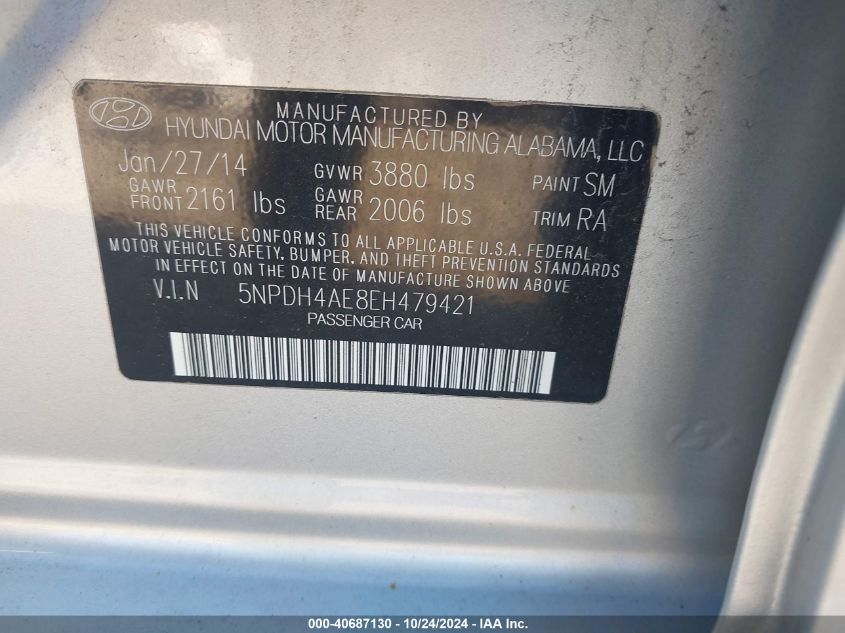 MANUFACTURED BY
HYUNDAI MOTOR MANUFACTURING ALABAMA, LLC
Jan/27/14 GVWR 3880 lbs PAINT SM
GAWR FRONT 2161 lbs GAWR REAR 2006 lbs TRIM RA
THIS VEHICLE CONFORMS TO ALL APPLICABLE U.S.A. FEDERAL
MOTOR VEHICLE SAFETY, BUMPER, AND THEFT PREVENTION STANDARDS
IN EFFECT ON THE DATE OF MANUFACTURE SHOWN ABOVE.
V.I.N 5NPDH4AE8EH479421
PASSENGER CAR
000-40687130 - 10/24/2024 - IAA Inc.